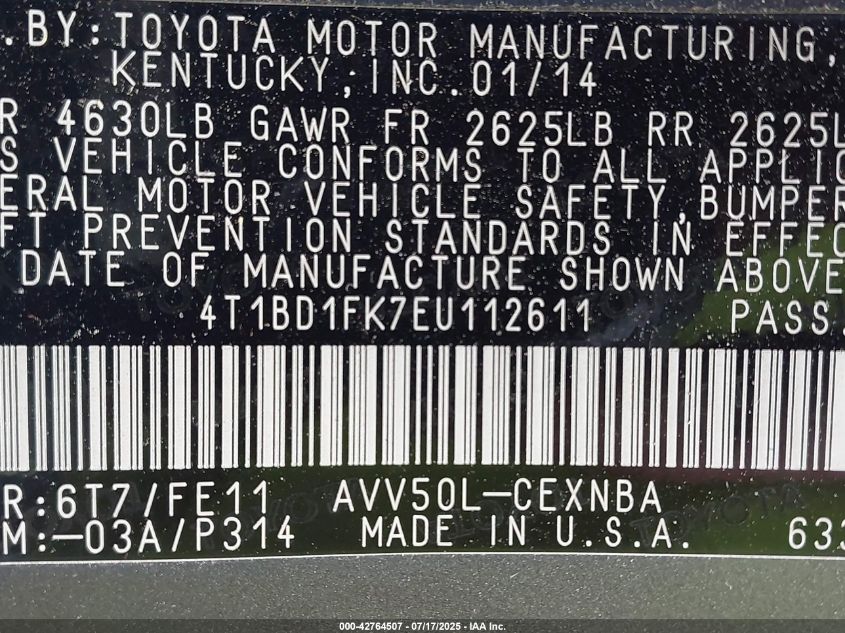 .BY:TOYOTA MOTOR MANUFACTURING,
KENTUCKY, INC. 01/14
R 4630LB GAWR FR 2625LB RR 2625L
S VEHICLE CONFORMS TO ALL APPLIC
ERAL MOTOR VEHICLE SAFETY,BUMPER
FT PREVENTION STANDARDS IN EFFEC
DATE OF MANUFACTURE SHOWN ABOVE
4T1BD1FK7EU112611 PASS.
R:6T7/FE11 AVV50L-CEXNBA
M:-03A/P314 MADE IN U.S.A. 633
000-42764507 - 07/17/2025 - IAA Inc.